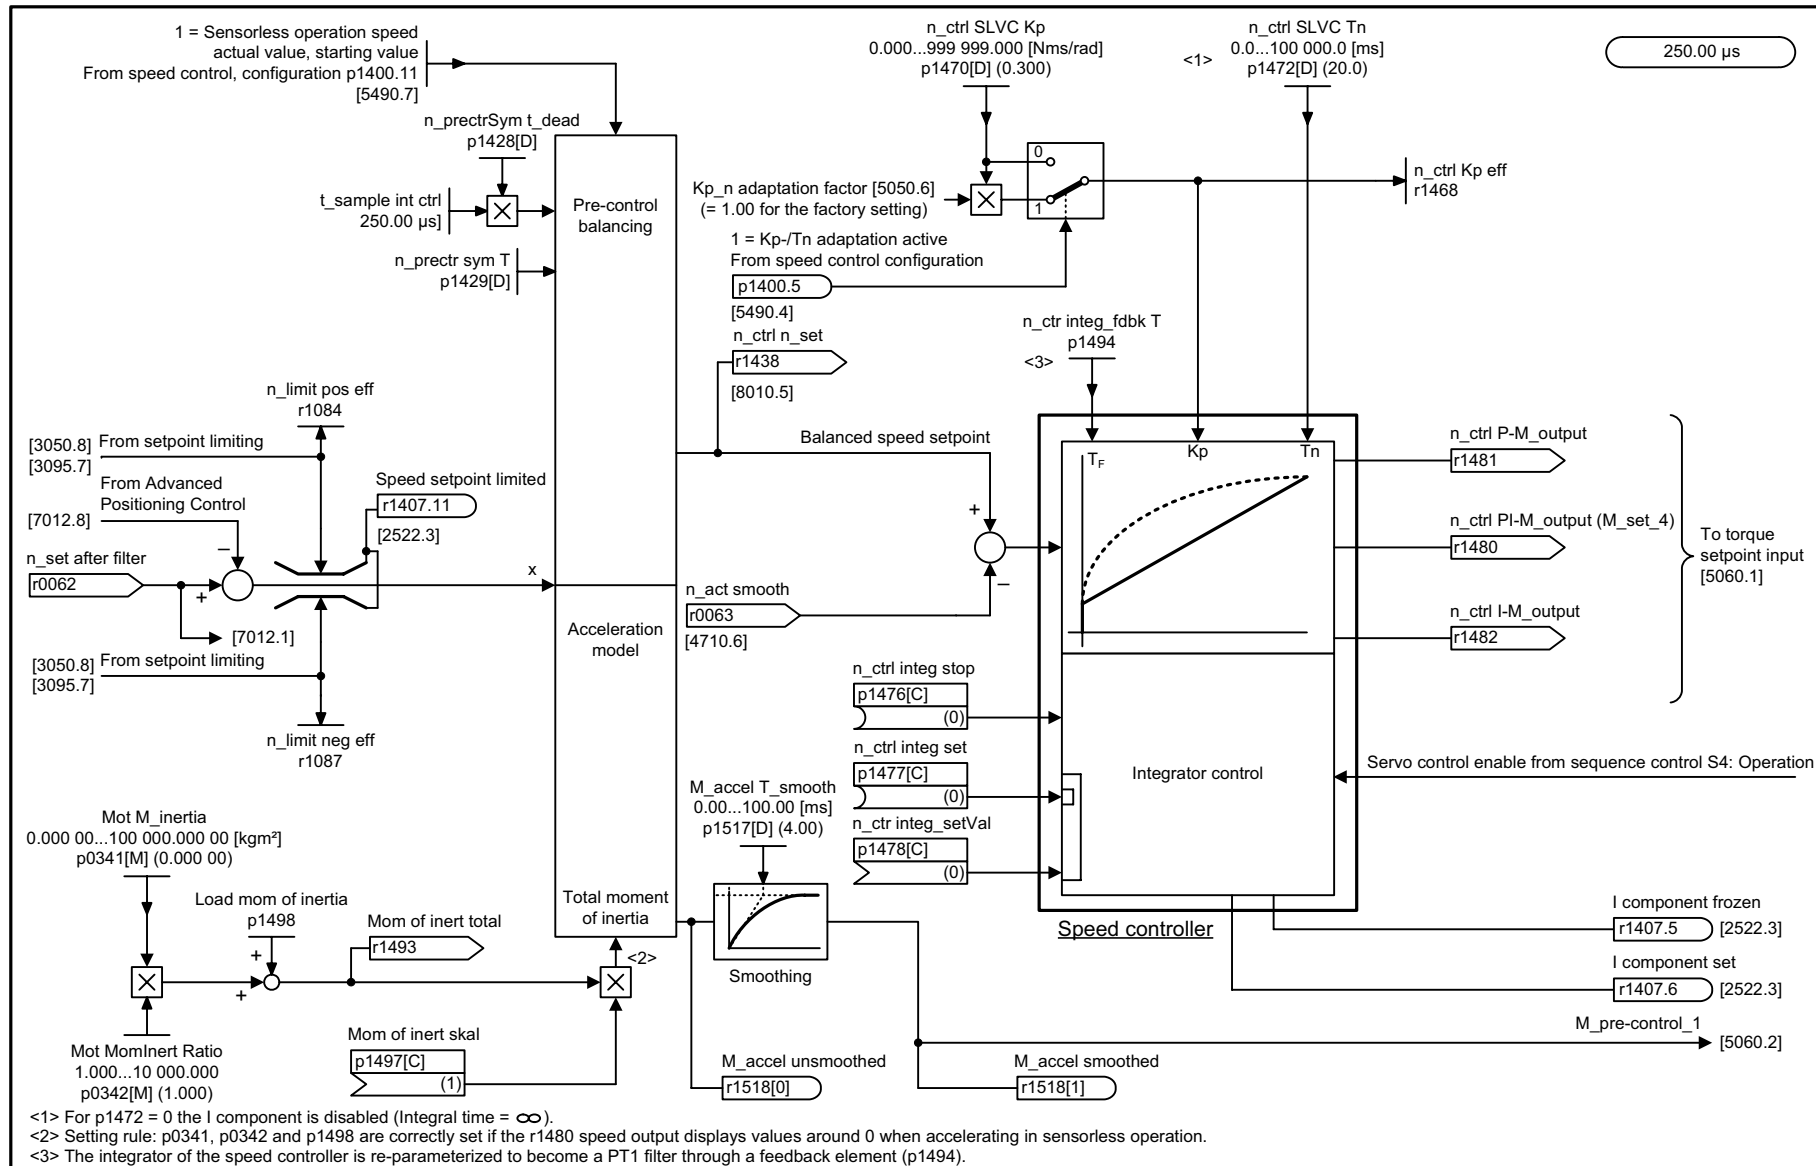 1 = Sensorless operation speed
actual value, starting value
From speed control, configuration p1400.11
[5490.7]
n_ctrl SLVC Kp
0.000...999 999.000 [Nms/rad]
p1470[D] (0.300)
<1>
n_ctrl SLVC Tn
0.0...100 000.0 [ms]
p1472[D] (20.0)
250.00 µs
n_prectrSym t_dead
p1428[D]
t_sample int ctrl
250.00 µs]
n_prectr sym T
p1429[D]
Pre-control
balancing
Kp_n adaptation factor [5050.6]
(= 1.00 for the factory setting)
0
1
n_ctrl Kp eff
r1468
1 = Kp-/Tn adaptation active
From speed control configuration
p1400.5
[5490.4]
n_ctrl n_set
r1438
[8010.5]
n_ctr integ_fdbk T
p1494
<3>
n_limit pos eff
r1084
[3050.8] From setpoint limiting
[3095.7]
From Advanced
Positioning Control
[7012.8]
Speed setpoint limited
r1407.11
[2522.3]
n_set after filter
r0062
–
+
x
[7012.1]
[3050.8] From setpoint limiting
[3095.7]
n_limit neg eff
r1087
Acceleration
model
Balanced speed setpoint
+
–
n_act smooth
r0063
[4710.6]
TF
Kp
Tn
n_ctrl P-M_output
r1481
n_ctrl PI-M_output (M_set_4)
r1480
n_ctrl I-M_output
r1482
To torque
setpoint input
[5060.1]
n_ctrl integ stop
p1476[C]
(0)
n_ctrl integ set
p1477[C]
(0)
n_ctr integ_setVal
p1478[C]
(0)
Integrator control
Servo control enable from sequence control S4: Operation
Speed controller
Mot M_inertia
0.000 00...100 000.000 00 [kgm²]
p0341[M] (0.000 00)
Load mom of inertia
p1498
+
+
Mom of inert total
r1493
Total moment
of inertia
<2>
M_accel T_smooth
0.00...100.00 [ms]
p1517[D] (4.00)
Smoothing
I component frozen
r1407.5
[2522.3]
I component set
r1407.6
[2522.3]
Mot MomInert Ratio
1.000...10 000.000
p0342[M] (1.000)
Mom of inert skal
p1497[C]
(1)
M_accel unsmoothed
r1518[0]
M_accel smoothed
r1518[1]
M_pre-control_1
[5060.2]
<1> For p1472 = 0 the I component is disabled (Integral time = ∞).
<2> Setting rule: p0341, p0342 and p1498 are correctly set if the r1480 speed output displays values around 0 when accelerating in sensorless operation.
<3> The integrator of the speed controller is re-parameterized to become a PT1 filter through a feedback element (p1494).